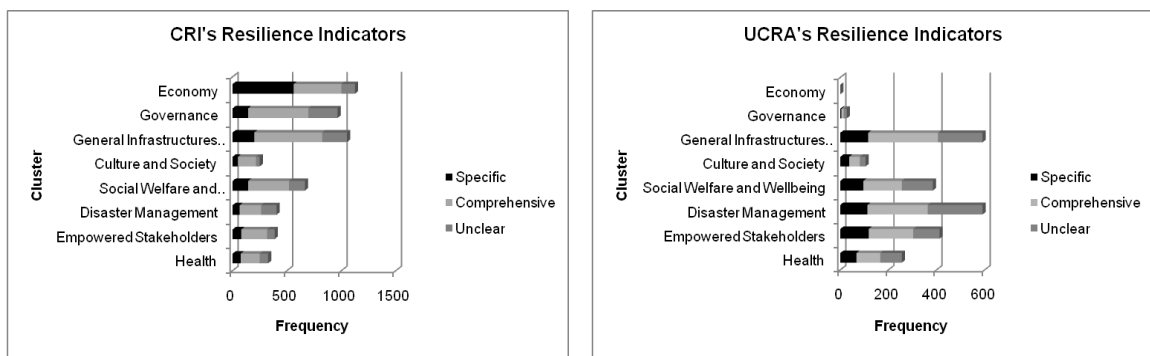 CRI's Resilience Indicators
Cluster
Economy
Governance
General Infrastructures..
Culture and Society
Social Welfare and..
Disaster Management
Empowered Stakeholders
Health
0 500 1000 1500
Frequency
Specific
Comprehensive
Unclear
UCRA's Resilience Indicators
Cluster
Economy
Governance
General Infrastructures..
Culture and Society
Social Welfare and Wellbeing
Disaster Management
Empowered Stakeholders
Health
0 200 400 600
Frequency
Specific
Comprehensive
Unclear